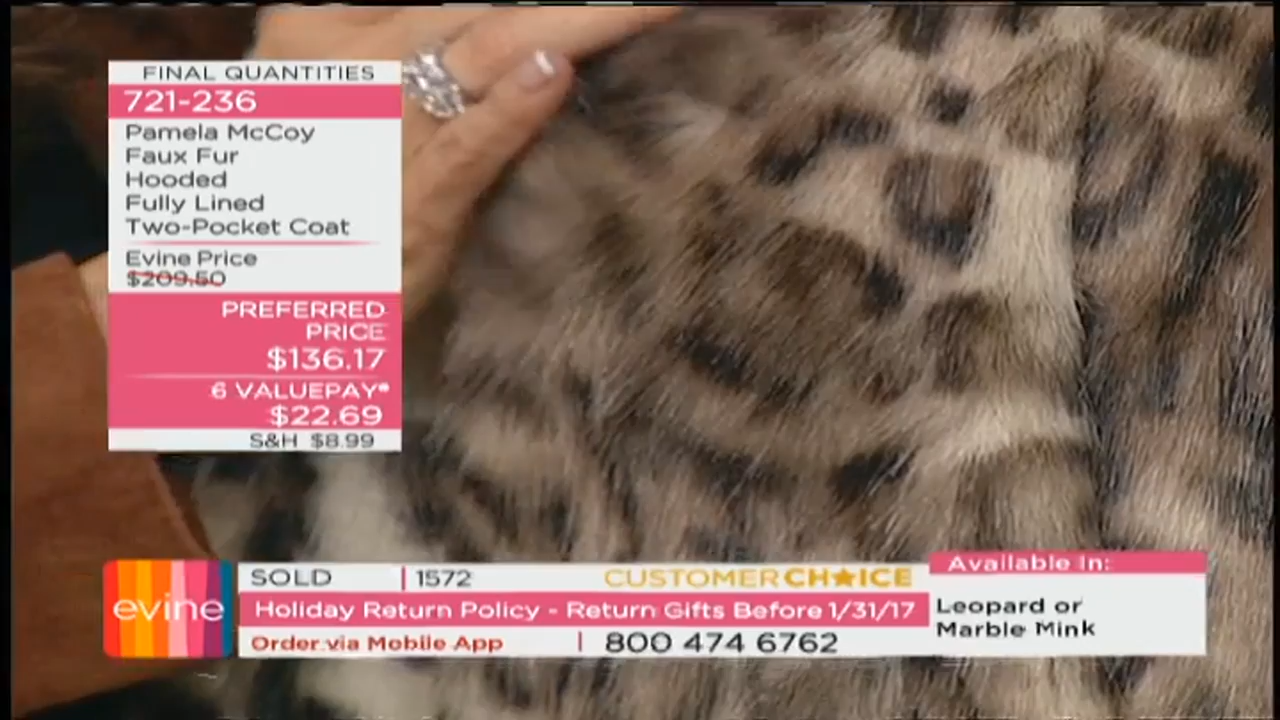 FINAL QUANTITIES
721-236
Pamela McCoy
Faux Fur
Hooded
Fully Lined
Two-Pocket Coat
Evine Price
$209.50
PREFERRED
PRICE
$136.17
6 VALUEPAY®
$22.69
S&H $8.99
evine
SOLD 1572 CUSTOMER CH★ICE
Holiday Return Policy - Return Gifts Before 1/31/17
Order via Mobile App 800 474 6762
Available In:
Leopard or
Marble Mink